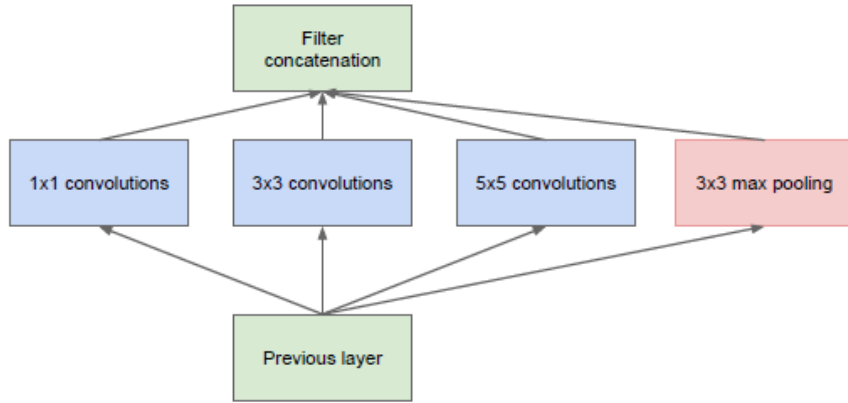 Filter
concatenation
1x1 convolutions
3x3 convolutions
5x5 convolutions
3x3 max pooling
Previous layer